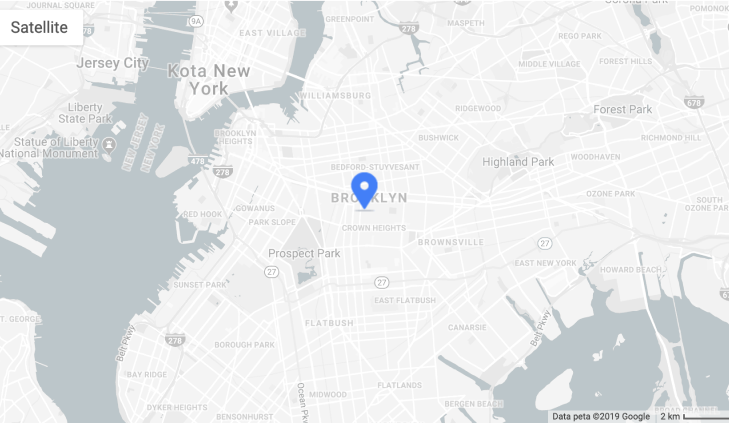 JOURNAL SQUARE
Satellite
9A
EAST VILLAGE
GREENPOINT
278
MASPETH
REGO PARK
Jersey City
Kota New
York
MIDDLE VILLAGE
FOREST HILLS
WILLIAMSBURG
Liberty
State Park
RIDGEWOOD
Forest Park
678
Statue of Liberty
National Monument
NEW JERSEY
NEW YORK
BROOKLYN
HEIGHTS
BUSHWICK
RICHMOND HILL
478
278
BEDFORD-STUYVESANT
Highland Park
WOODHAVEN
BROOKLYN
OZONE PARK
SOUTH
OZONE PARK
RED HOOK
GOWANUS
PARK SLOPE
CROWN HEIGHTS
BROWNSVILLE
27
Prospect Park
27
EAST NEW YORK
HOWARD BEACH
SUNSET PARK
27
EAST FLATBUSH
T. GEORGE
FLATBUSH
CANARSIE
Belt Pkwy
Belt Pkwy
278
BOROUGH PARK
BAY RIDGE
MIDWOOD
FLATLANDS
Ocean Pkw
DYKER HEIGHTS
BENSONHURST
BERGEN BEACH
Data peta ©2019 Google
2 km